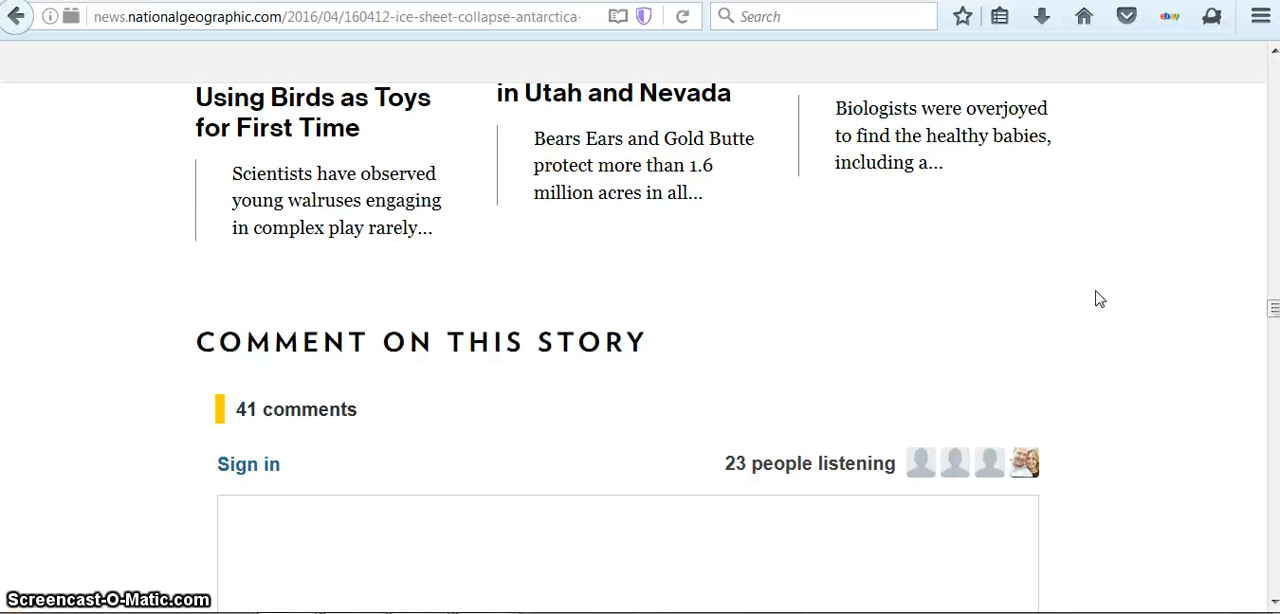 news.nationalgeographic.com/2016/04/160412-ice-sheet-collapse-antarctica-
Search
ebay
Using Birds as Toys
for First Time
Scientists have observed
young walruses engaging
in complex play rarely...
in Utah and Nevada
Bears Ears and Gold Butte
protect more than 1.6
million acres in all...
Biologists were overjoyed
to find the healthy babies,
including a...
COMMENT ON THIS STORY
41 comments
Sign in
23 people listening
Screencast-O-Matic.com